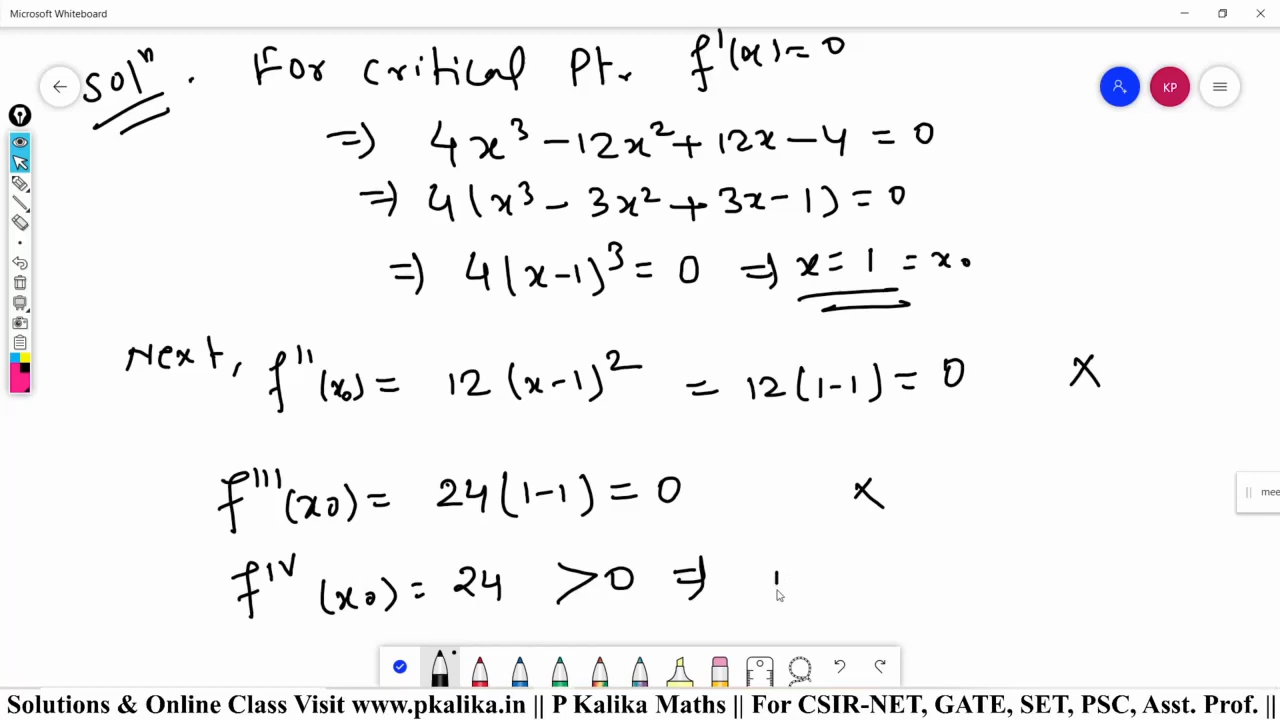 Microsoft Whiteboard
Solⁿ. For critical Pt. f'(x) = 0
⇒ 4x³ − 12x² + 12x − 4 = 0
⇒ 4(x³ − 3x² + 3x − 1) = 0
⇒ 4(x−1)³ = 0 ⇒ x = 1 = x₀
KP
Next, f''(x₀) = 12(x−1)² = 12(1−1) = 0 X
f'''(x₀) = 24(1−1) = 0 X
mee
f^IV(x₀) = 24 > 0 ⇒
Solutions & Online Class Visit www.pkalika.in || P Kalika Maths || For CSIR-NET, GATE, SET, PSC, Asst. Prof. ||